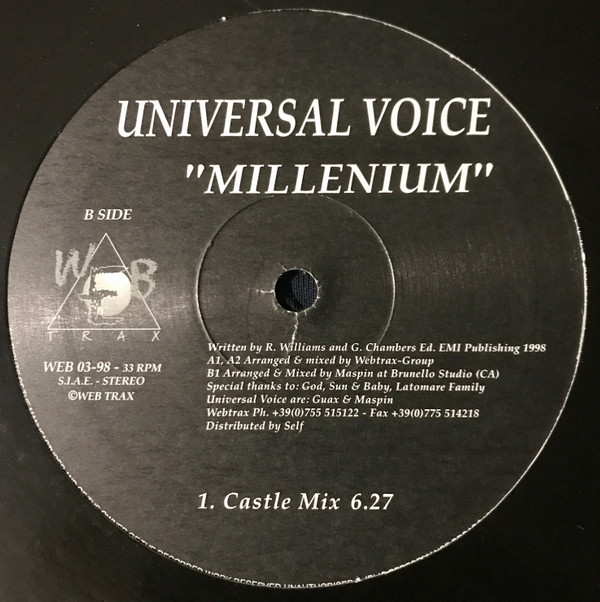 UNIVERSAL VOICE
"MILLENIUM"
B SIDE
WEB
TRAX
WEB 03-98 - 33 RPM
S.I.A.E. - STEREO
©WEB TRAX
Written by R. Williams and G. Chambers Ed. EMI Publishing 1998
A1, A2 Arranged & mixed by Webtrax-Group
B1 Arranged & Mixed by Maspin at Brunello Studio (CA)
Special thanks to: God, Sun & Baby, Latomare Family
Universal Voice are: Guax & Maspin
Webtrax Ph. +39(0)755 515122 - Fax +39(0)775 514218
Distributed by Self
1. Castle Mix 6.27
WORK RESERVED UNAUTHORISED